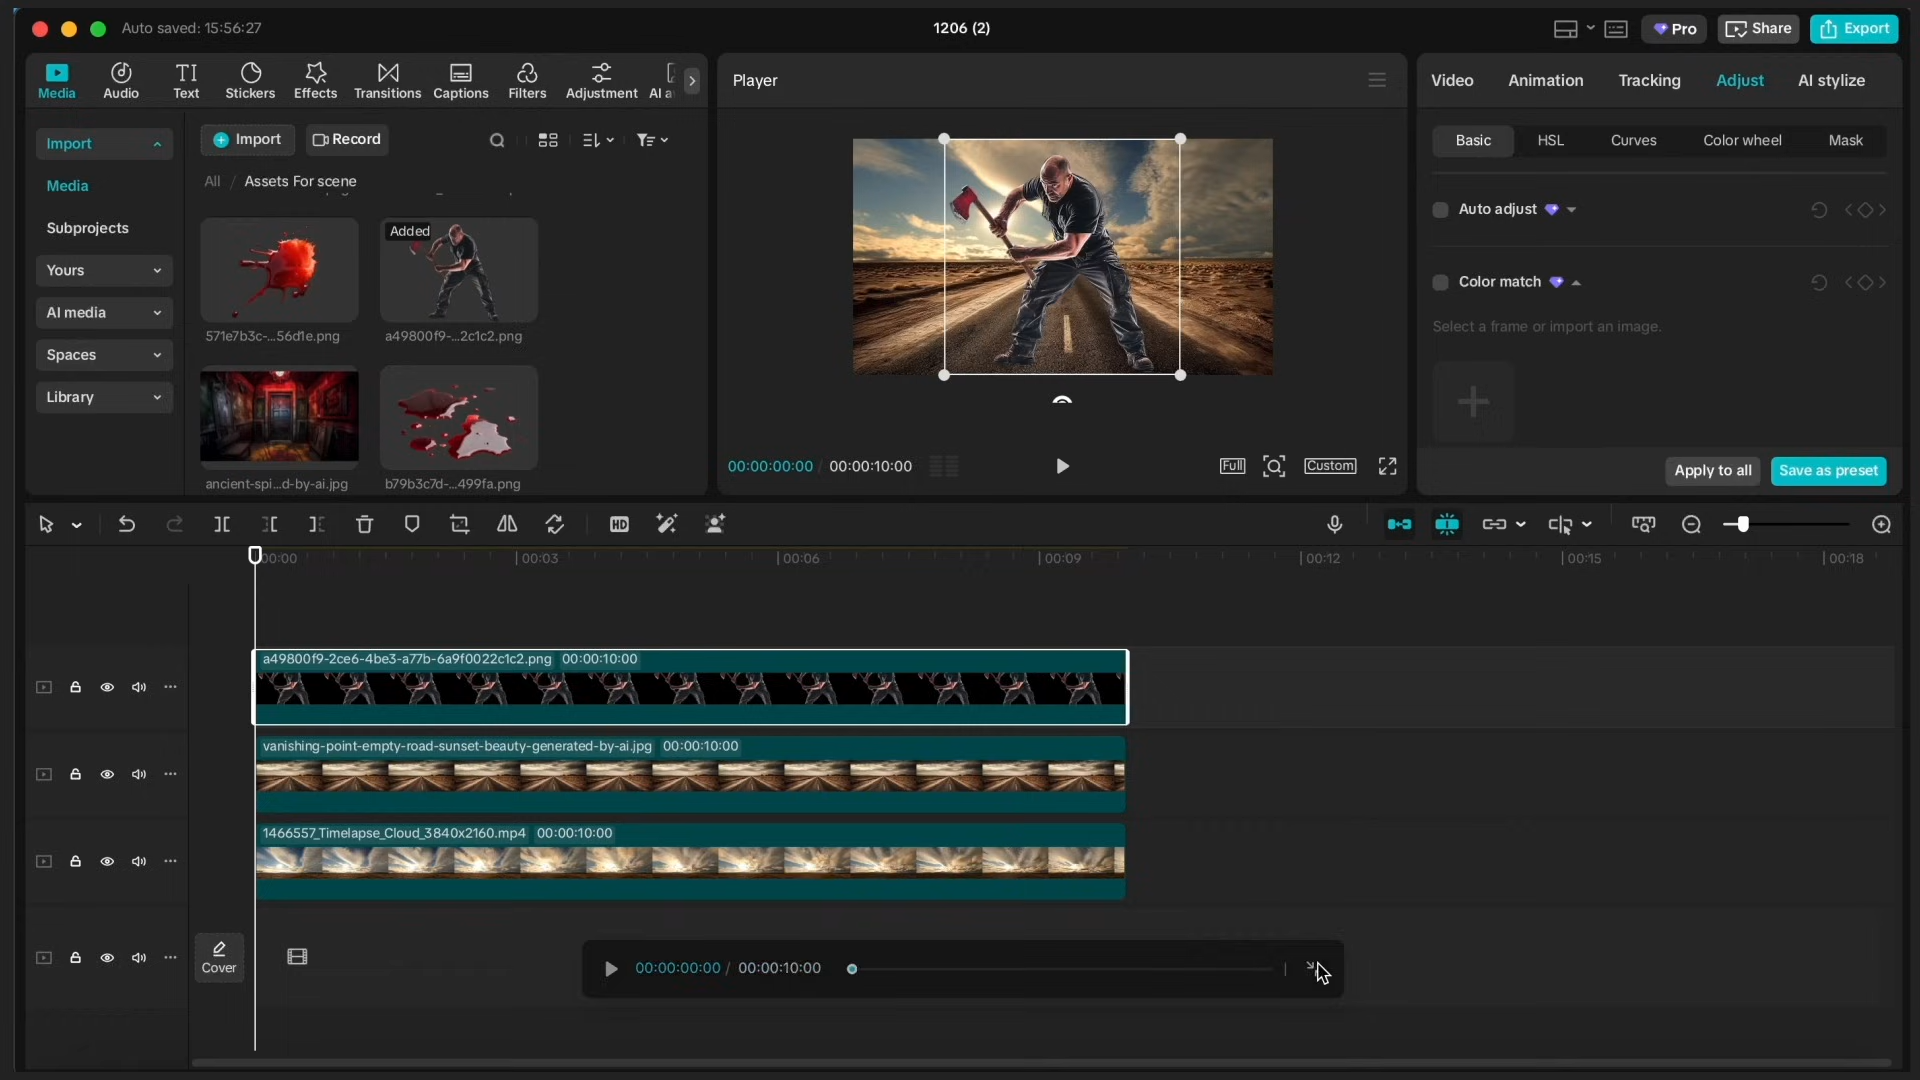 Auto saved: 15:56:27
1206 (2)
Pro
Share
Export
Media
Audio
TI
Text
Stickers
Effects
Transitions
Captions
Filters
Adjustment
AI a
Player
Video
Animation
Tracking
Adjust
AI stylize
Import
Media
Subprojects
Yours
AI media
Spaces
Library
Import
Record
All / Assets For scene
Added
571e7b3c-...56d1e.png
a49800f9-...2c1c2.png
ancient-spi...d-by-ai.jpg
b79b3c7d-...499fa.png
00:00:00:00 / 00:00:10:00
Full
Custom
Basic
HSL
Curves
Color wheel
Mask
Auto adjust
Color match
Select a frame or import an image.
Apply to all
Save as preset
HD
00:00
00:03
00:06
00:09
00:12
00:15
00:18
a49800f9-2ce6-4be3-a77b-6a9f0022c1c2.png 00:00:10:00
vanishing-point-empty-road-sunset-beauty-generated-by-ai.jpg 00:00:10:00
1466557_Timelapse_Cloud_3840x2160.mp4 00:00:10:00
Cover
00:00:00:00 / 00:00:10:00